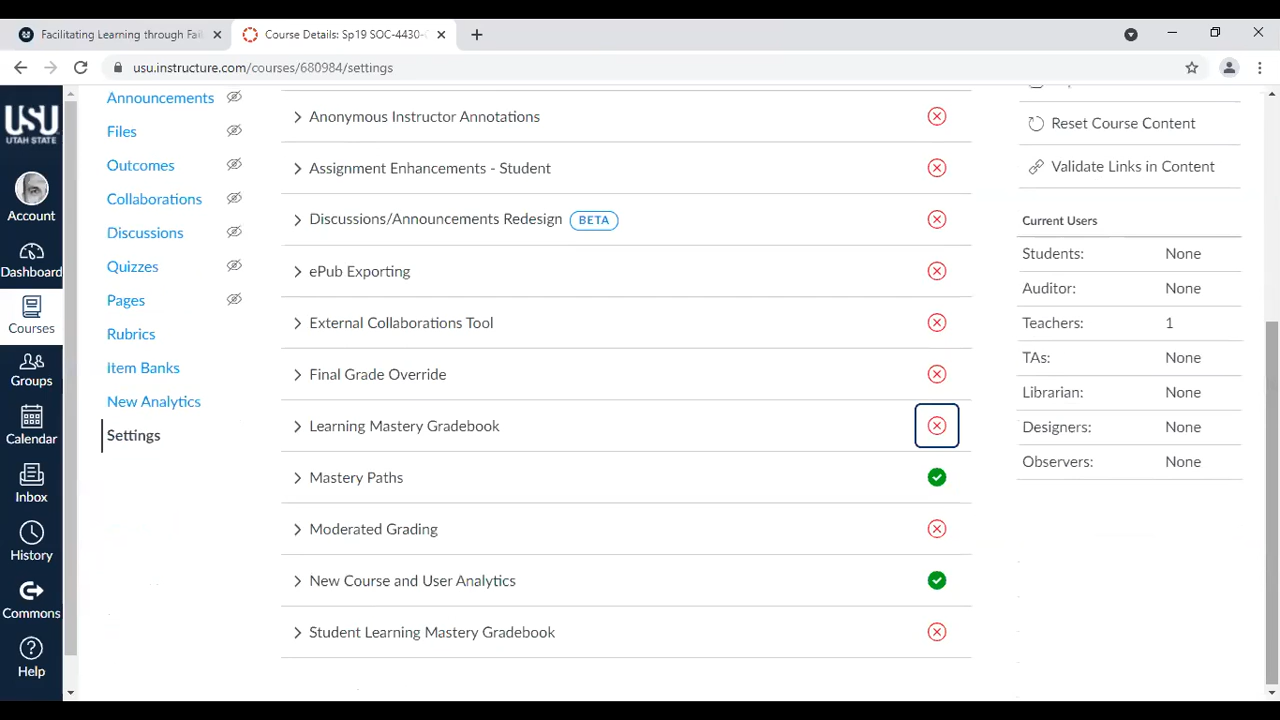 Facilitating Learning through Fai
Course Details: Sp19 SOC-4430-
usu.instructure.com/courses/680984/settings
USU
UTAH STATE
Account
Dashboard
Courses
Groups
Calendar
Inbox
History
Commons
Help
Announcements
Files
Outcomes
Collaborations
Discussions
Quizzes
Pages
Rubrics
Item Banks
New Analytics
Settings
Anonymous Instructor Annotations
Assignment Enhancements - Student
Discussions/Announcements Redesign BETA
ePub Exporting
External Collaborations Tool
Final Grade Override
Learning Mastery Gradebook
Mastery Paths
Moderated Grading
New Course and User Analytics
Student Learning Mastery Gradebook
Reset Course Content
Validate Links in Content
Current Users
Students: None
Auditor: None
Teachers: 1
TAs: None
Librarian: None
Designers: None
Observers: None